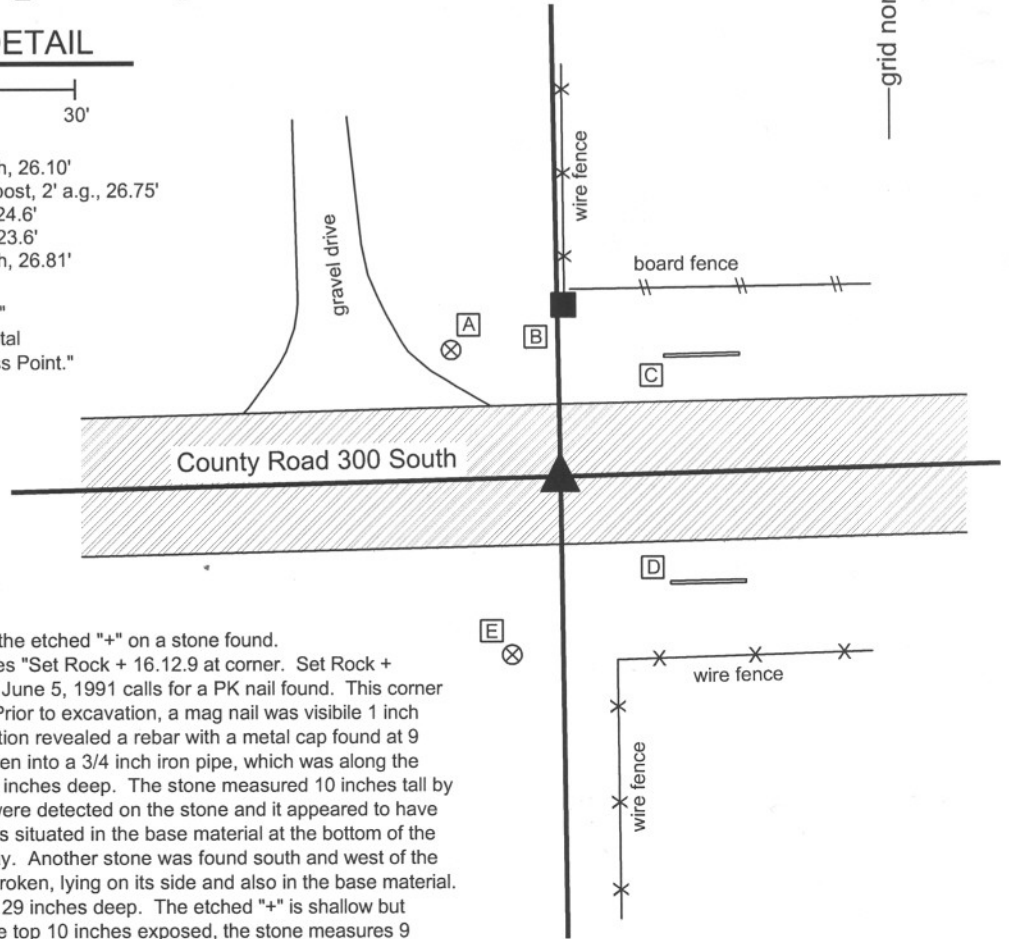 DETAIL
30'
grid nor
h, 26.10'
post, 2' a.g., 26.75'
24.6'
23.6'
h, 26.81'
"
tal
s Point."
wire fence
board fence
gravel drive
A
B
C
County Road 300 South
D
E
wire fence
wire fence
the etched "+" on a stone found.
es "Set Rock + 16.12.9 at corner. Set Rock +
June 5, 1991 calls for a PK nail found. This corner
Prior to excavation, a mag nail was visibile 1 inch
tion revealed a rebar with a metal cap found at 9
en into a 3/4 inch iron pipe, which was along the
inches deep. The stone measured 10 inches tall by
were detected on the stone and it appeared to have
s situated in the base material at the bottom of the
y. Another stone was found south and west of the
roken, lying on its side and also in the base material.
29 inches deep. The etched "+" is shallow but
e top 10 inches exposed, the stone measures 9